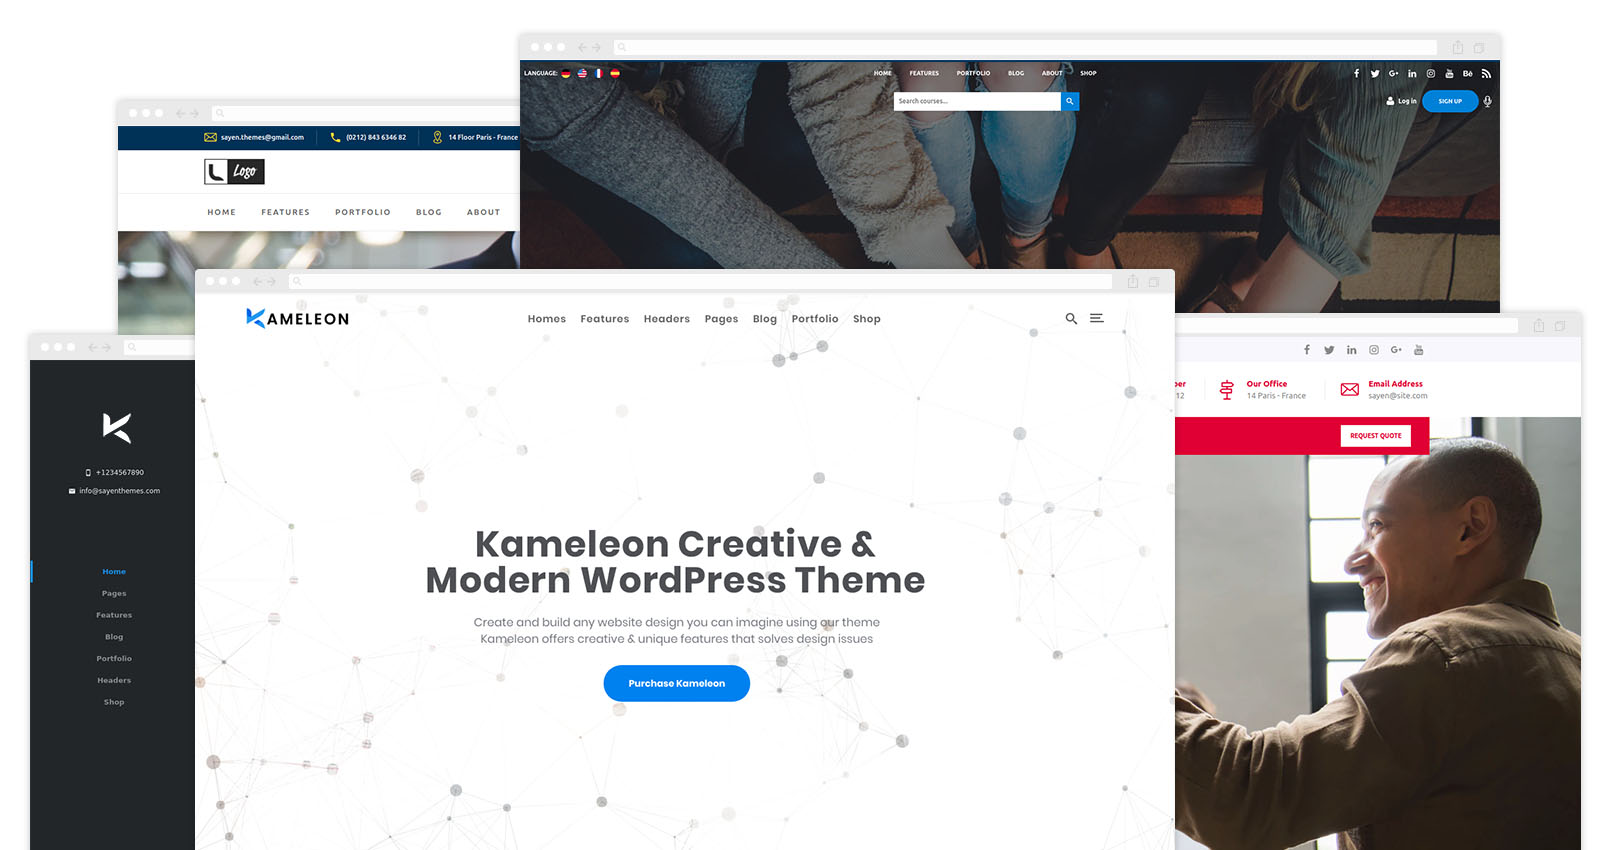 LANGUAGE:
HOME FEATURES PORTFOLIO BLOG ABOUT SHOP
Search courses...
Log in
SIGN UP
sayen.themes@gmail.com
(0212) 843 6346 82
14 Floor Paris - France
Logo
HOME FEATURES PORTFOLIO BLOG ABOUT
KAMELEON
Homes Features Headers Pages Blog Portfolio Shop
Kameleon Creative &
Modern WordPress Theme
Create and build any website design you can imagine using our theme
Kameleon offers creative & unique features that solves design issues
Purchase Kameleon
+1234567890
info@sayenthemes.com
Home
Pages
Features
Blog
Portfolio
Headers
Shop
12
Our Office
14 Paris - France
Email Address
sayen@site.com
REQUEST QUOTE